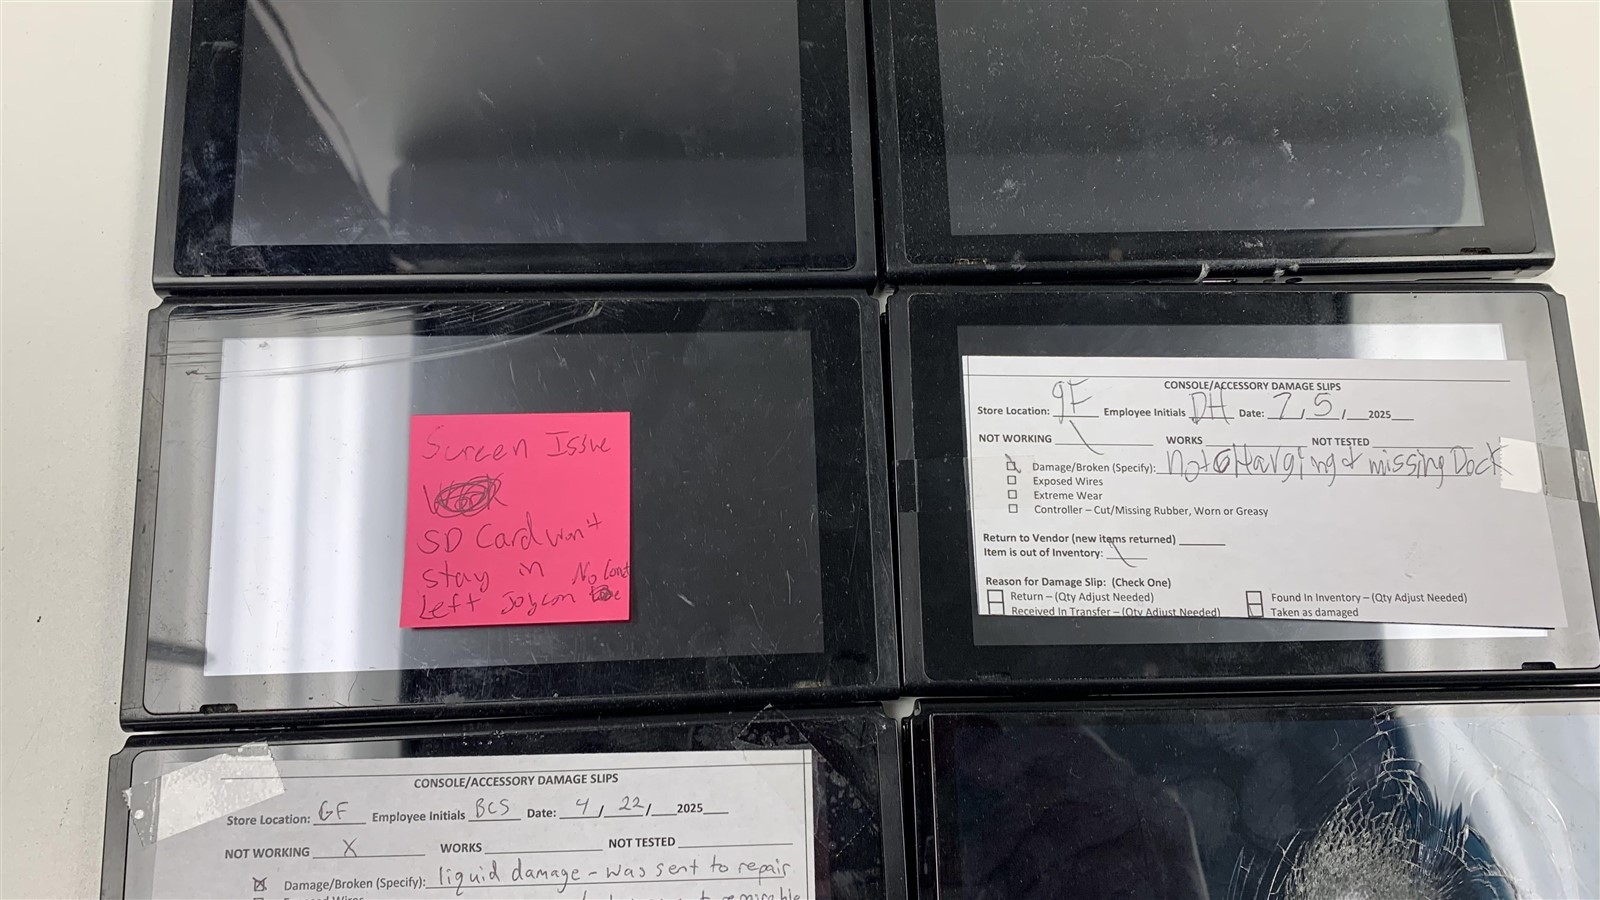 Screen Issue
SD Card won't
stay in No Cont
Left Joycon
CONSOLE/ACCESSORY DAMAGE SLIPS
Store Location: GF Employee Initials DH Date: 7, 5, 2025
NOT WORKING \ WORKS NOT TESTED
Damage/Broken (Specify): not CHarging & missing Dock
Exposed Wires
Extreme Wear
Controller – Cut/Missing Rubber, Worn or Greasy
Return to Vendor (new items returned)
Item is out of Inventory: \
Reason for Damage Slip: (Check One)
Return – (Qty Adjust Needed) Found In Inventory – (Qty Adjust Needed)
Received In Transfer – (Qty Adjust Needed) Taken as damaged
CONSOLE/ACCESSORY DAMAGE SLIPS
Store Location: GF Employee Initials BCS Date: 4 / 22 / 2025
NOT WORKING X WORKS NOT TESTED
Damage/Broken (Specify): liquid damage – was sent to repair
Exposed Wires